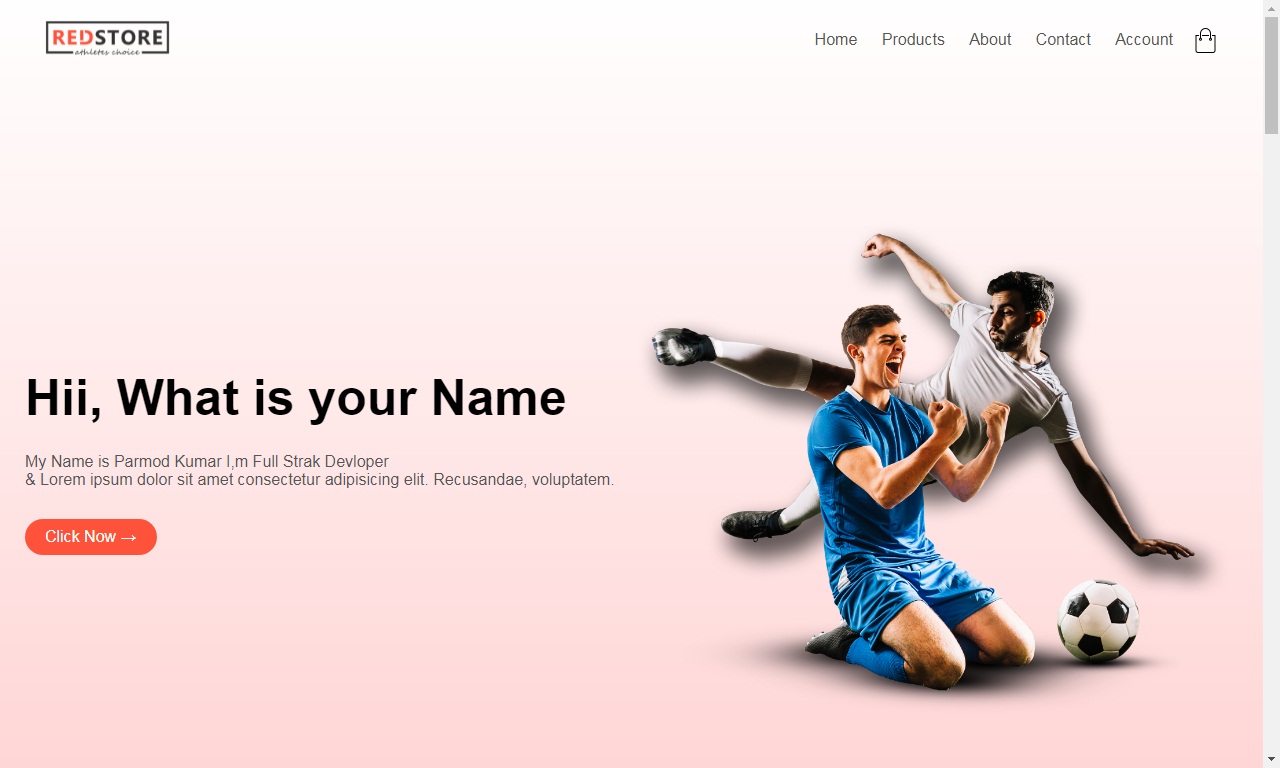 REDSTORE
athletes choice
Home Products About Contact Account
Hii, What is your Name
My Name is Parmod Kumar I,m Full Strak Devloper
& Lorem ipsum dolor sit amet consectetur adipisicing elit. Recusandae, voluptatem.
Click Now →